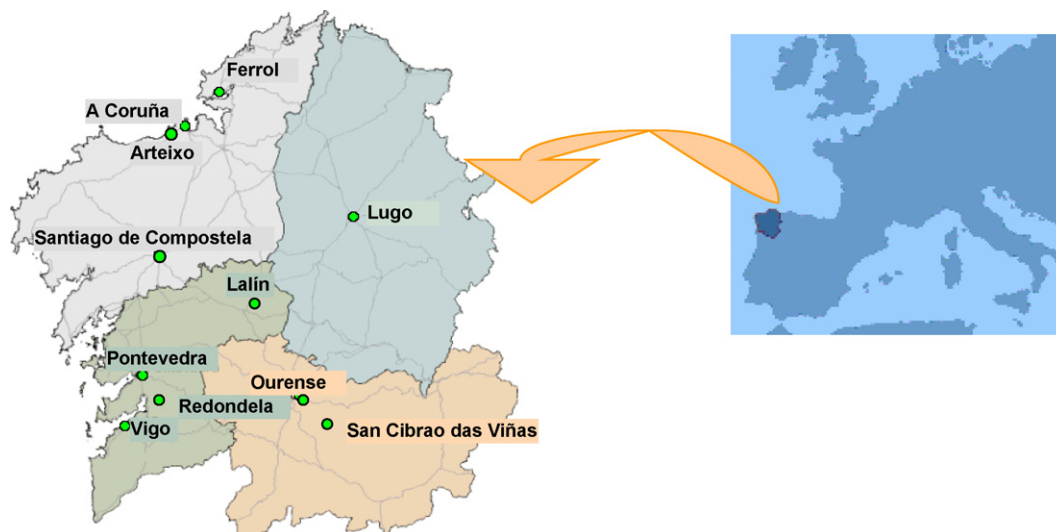 Ferrol
A Coruña
Arteixo
Lugo
Santiago de Compostela
Lalín
Pontevedra
Ourense
Redondela
Vigo
San Cibrao das Viñas